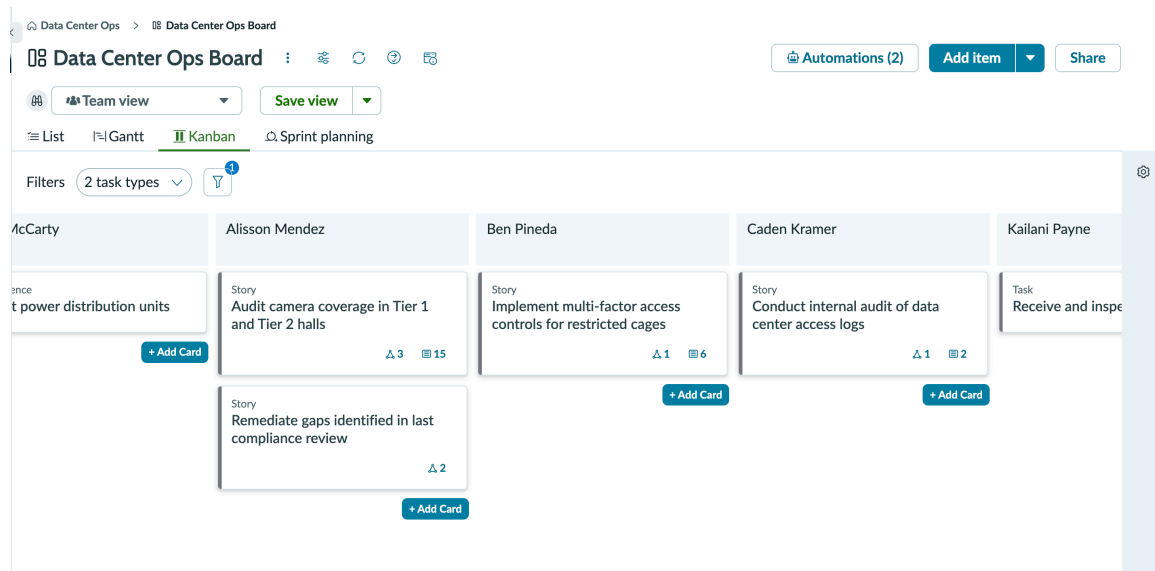 Data Center Ops > Data Center Ops Board
Data Center Ops Board
Automations (2)
Add item
Share
Team view
Save view
List
Gantt
Kanban
Sprint planning
Filters
2 task types
1
McCarty
t power distribution units
+ Add Card
Alisson Mendez
Story
Audit camera coverage in Tier 1
and Tier 2 halls
3 15
Story
Remediate gaps identified in last
compliance review
2
+ Add Card
Ben Pineda
Story
Implement multi-factor access
controls for restricted cages
1 6
+ Add Card
Caden Kramer
Story
Conduct internal audit of data
center access logs
1 2
+ Add Card
Kailani Payne
Task
Receive and inspe